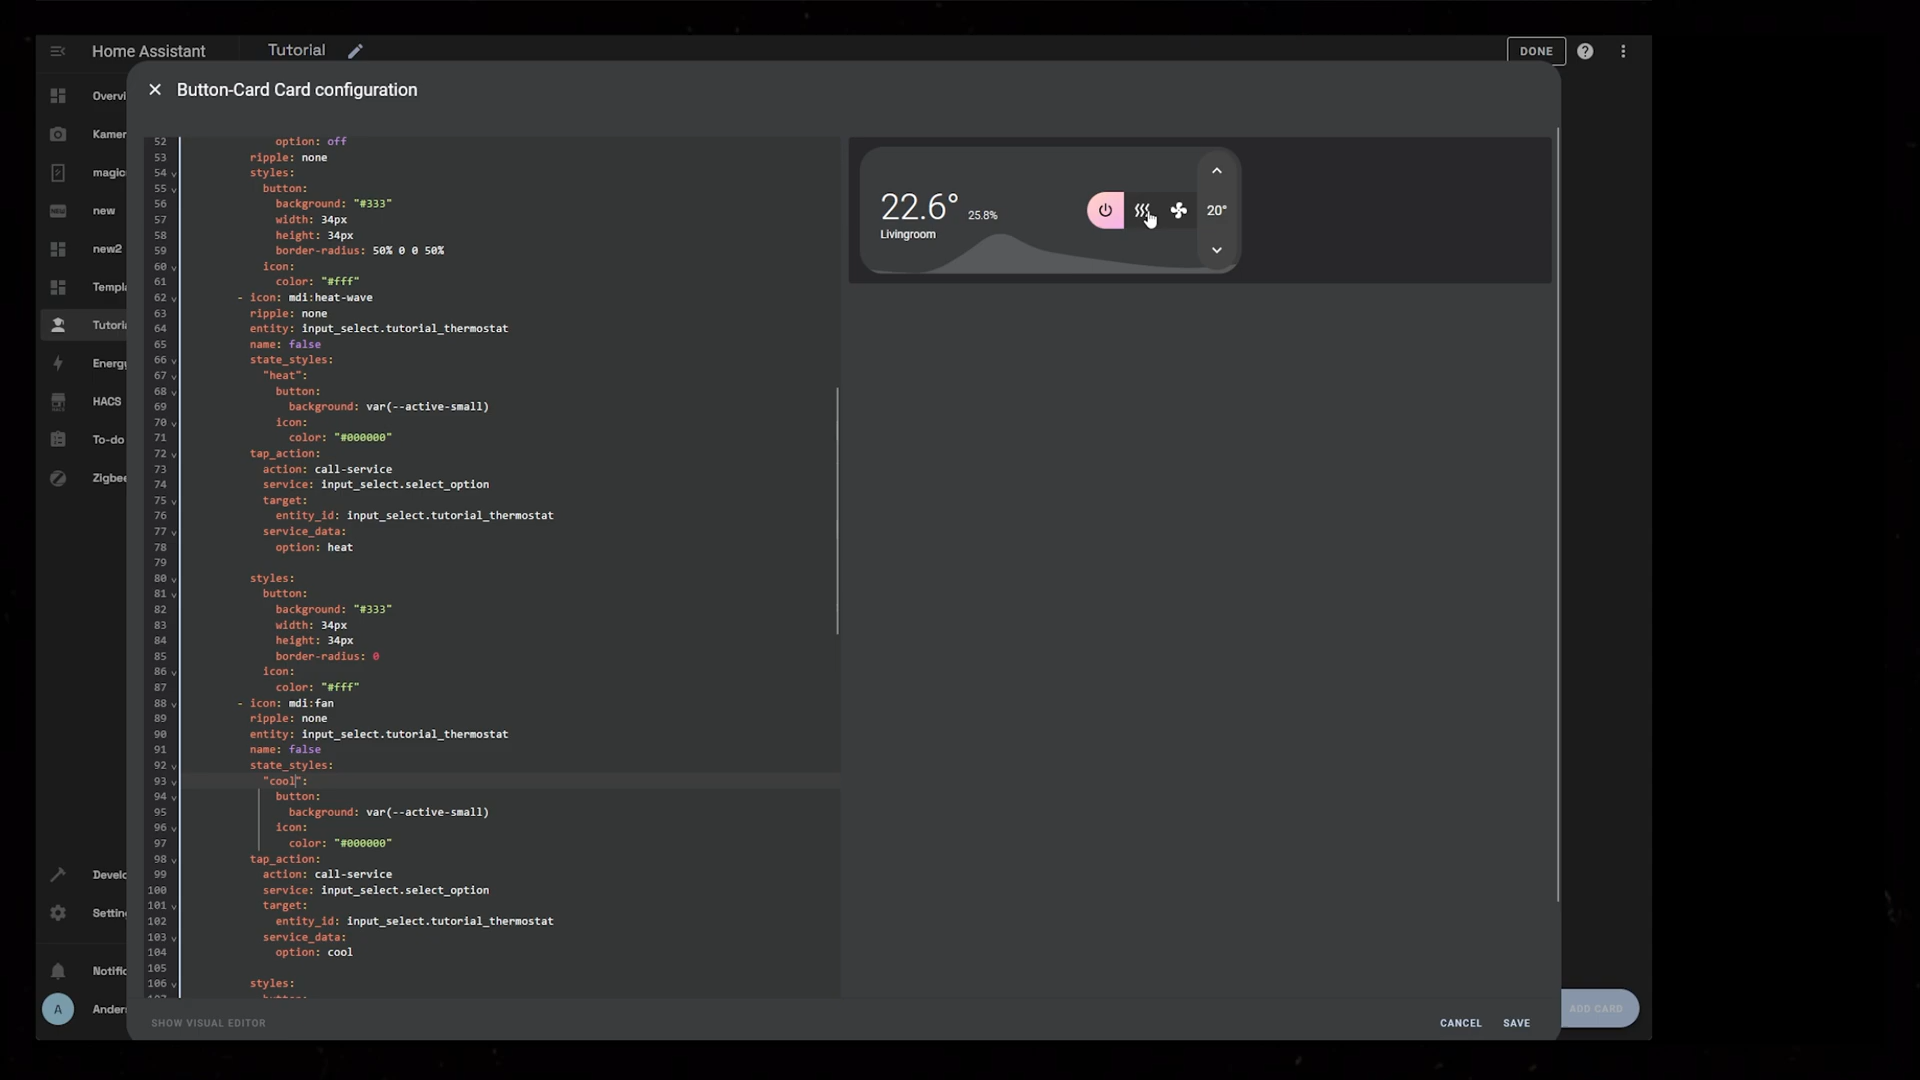 Home Assistant
Tutorial
DONE
Button-Card Card configuration
Overvi
Kamer
magic
new
new2
Templa
Tutoria
Energy
HACS
To-do
Zigbee
Develo
Setting
Notific
A
Ander
52 option: off
53 ripple: none
54 styles:
55 button:
56 background: "#333"
57 width: 34px
58 height: 34px
59 border-radius: 50% 0 0 50%
60 icon:
61 color: "#fff"
62 - icon: mdi:heat-wave
63 ripple: none
64 entity: input_select.tutorial_thermostat
65 name: false
66 state_styles:
67 "heat":
68 button:
69 background: var(--active-small)
70 icon:
71 color: "#000000"
72 tap_action:
73 action: call-service
74 service: input_select.select_option
75 target:
76 entity_id: input_select.tutorial_thermostat
77 service_data:
78 option: heat
79
80 styles:
81 button:
82 background: "#333"
83 width: 34px
84 height: 34px
85 border-radius: 0
86 icon:
87 color: "#fff"
88 - icon: mdi:fan
89 ripple: none
90 entity: input_select.tutorial_thermostat
91 name: false
92 state_styles:
93 "cool":
94 button:
95 background: var(--active-small)
96 icon:
97 color: "#000000"
98 tap_action:
99 action: call-service
100 service: input_select.select_option
101 target:
102 entity_id: input_select.tutorial_thermostat
103 service_data:
104 option: cool
105
106 styles:
22.6° 25.8%
Livingroom
20°
SHOW VISUAL EDITOR
CANCEL
SAVE
ADD CARD